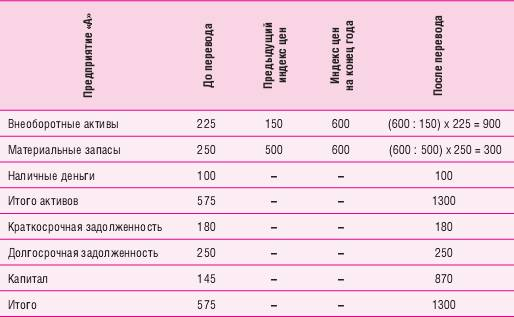 Предприятие «А» До перевода Предыдущий индекс цен Индекс цен на конец года После перевода
Внеоборотные активы 225 150 600 (600 : 150) x 225 = 900
Материальные запасы 250 500 600 (600 : 500) x 250 = 300
Наличные деньги 100 – – 100
Итого активов 575 – – 1300
Краткосрочная задолженность 180 – – 180
Долгосрочная задолженность 250 – – 250
Капитал 145 – – 870
Итого 575 – – 1300